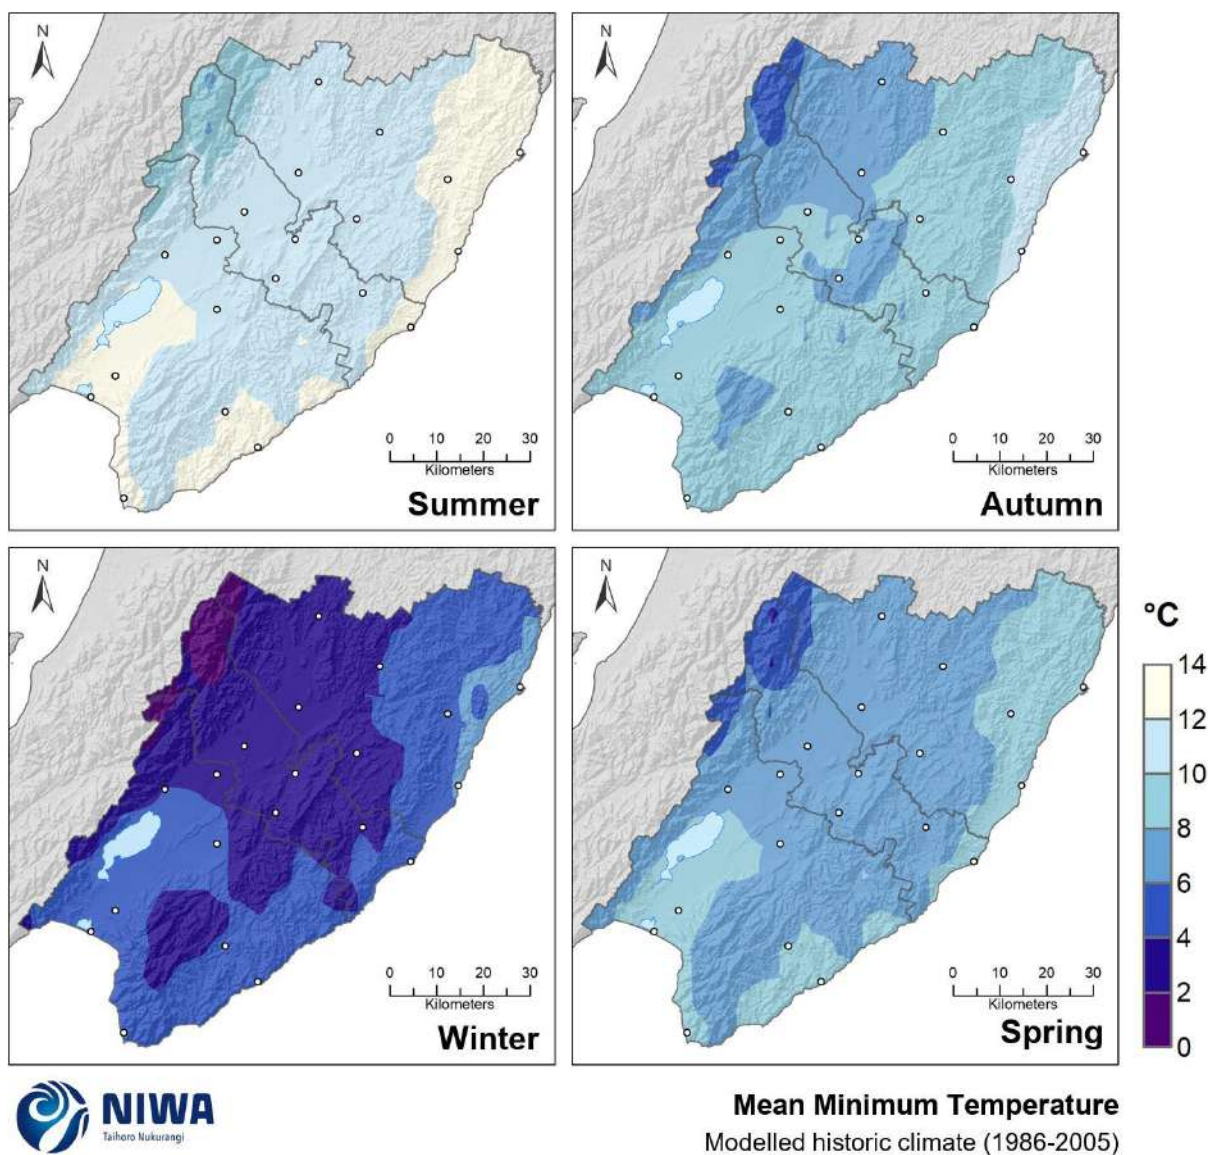 N
0 10 20 30
Kilometers
Summer
N
0 10 20 30
Kilometers
Autumn
N
0 10 20 30
Kilometers
Winter
N
0 10 20 30
Kilometers
Spring
°C
14
12
10
8
6
4
2
0
NIWA
Taihoro Nukurangi
Mean Minimum Temperature
Modelled historic climate (1986-2005)